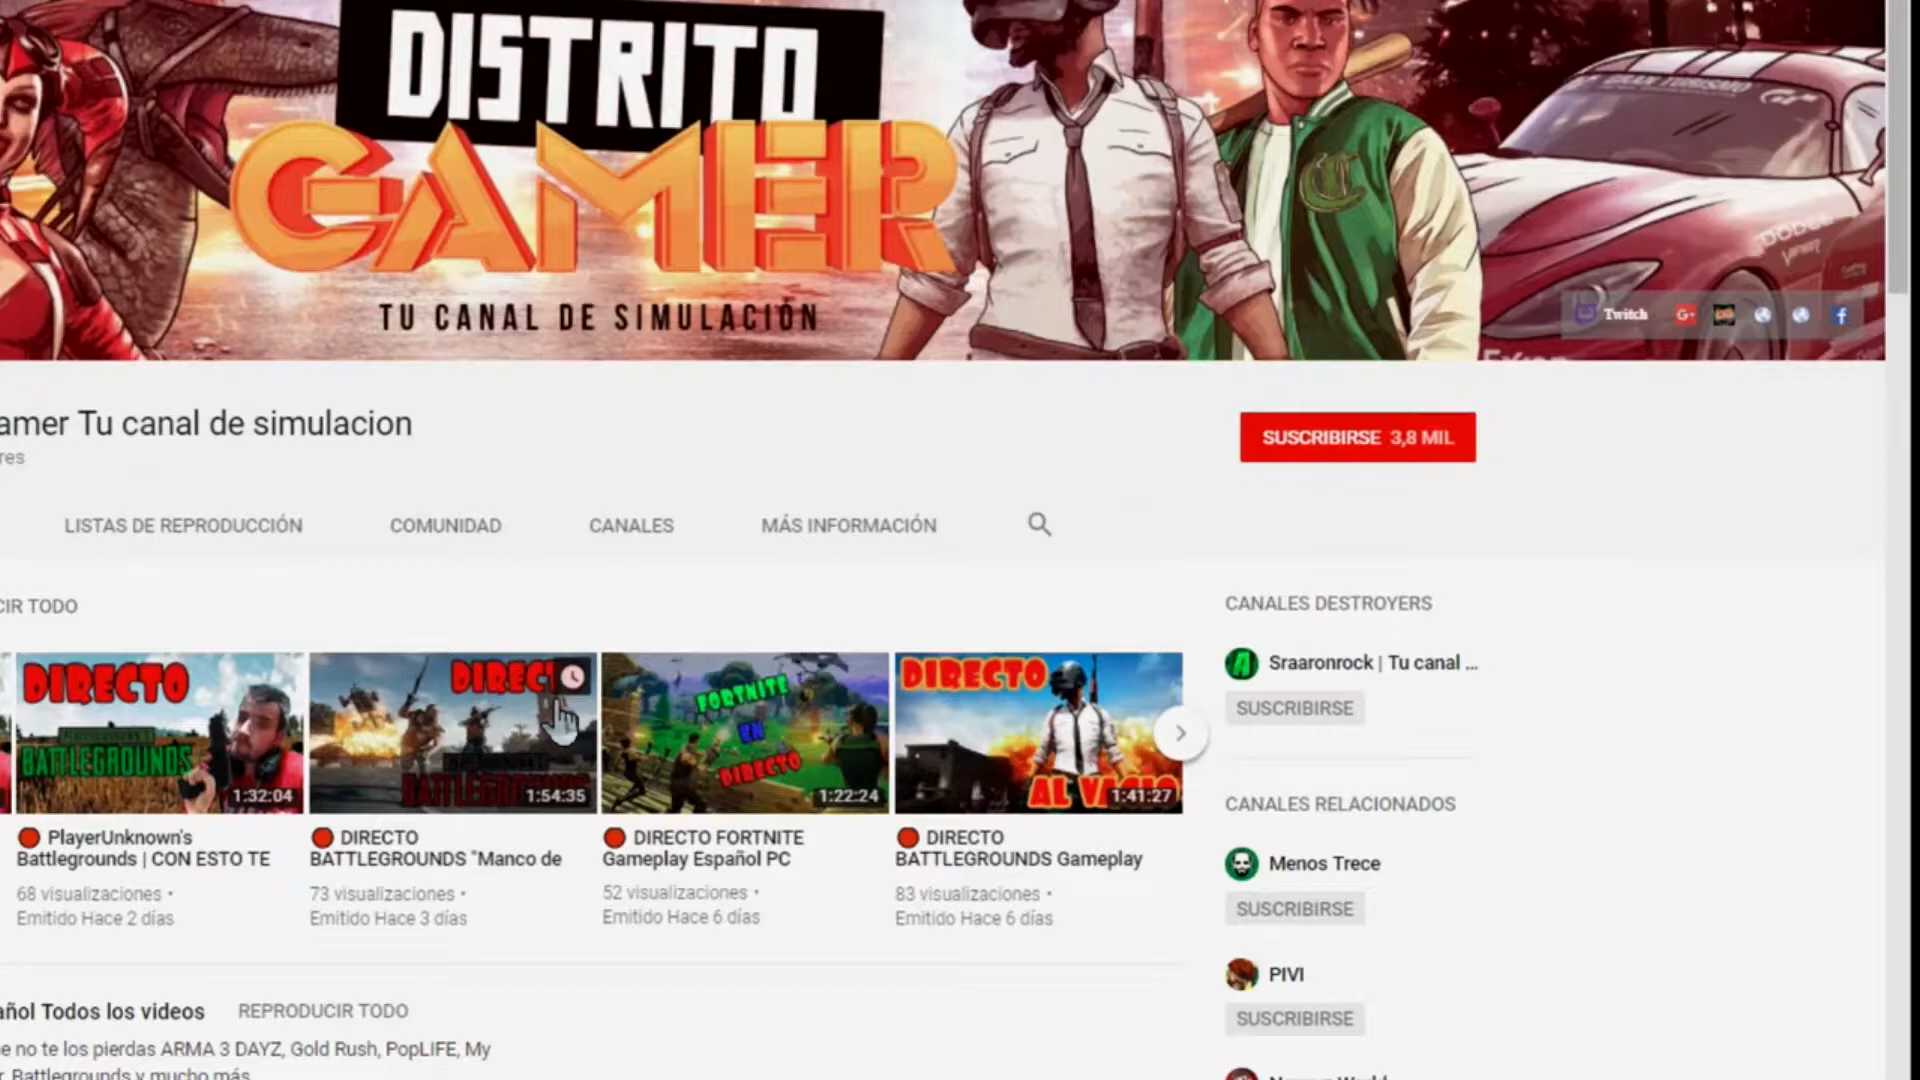 DISTRITO
GAMER
TU CANAL DE SIMULACIÓN
GRAN TURISMO
DODGE
Twitch
G+
f
amer Tu canal de simulacion
res
SUSCRIBIRSE 3,8 MIL
LISTAS DE REPRODUCCIÓN
COMUNIDAD
CANALES
MÁS INFORMACIÓN
CIR TODO
DIRECTO
BATTLEGROUNDS
1:32:04
DIRECT
BATTLEGROUNDS
1:54:35
FORTNITE
EN
DIRECTO
1:22:24
DIRECTO
AL VACIO
1:41:27
PlayerUnknown's
Battlegrounds | CON ESTO TE
68 visualizaciones •
Emitido Hace 2 días
DIRECTO
BATTLEGROUNDS "Manco de
73 visualizaciones •
Emitido Hace 3 días
DIRECTO FORTNITE
Gameplay Español PC
52 visualizaciones •
Emitido Hace 6 días
DIRECTO
BATTLEGROUNDS Gameplay
83 visualizaciones •
Emitido Hace 6 días
CANALES DESTROYERS
Sraaronrock | Tu canal ...
SUSCRIBIRSE
CANALES RELACIONADOS
Menos Trece
SUSCRIBIRSE
PIVI
SUSCRIBIRSE
añol Todos los videos
REPRODUCIR TODO
e no te los pierdas ARMA 3 DAYZ, Gold Rush, PopLIFE, My
r, Battlegrounds y mucho más